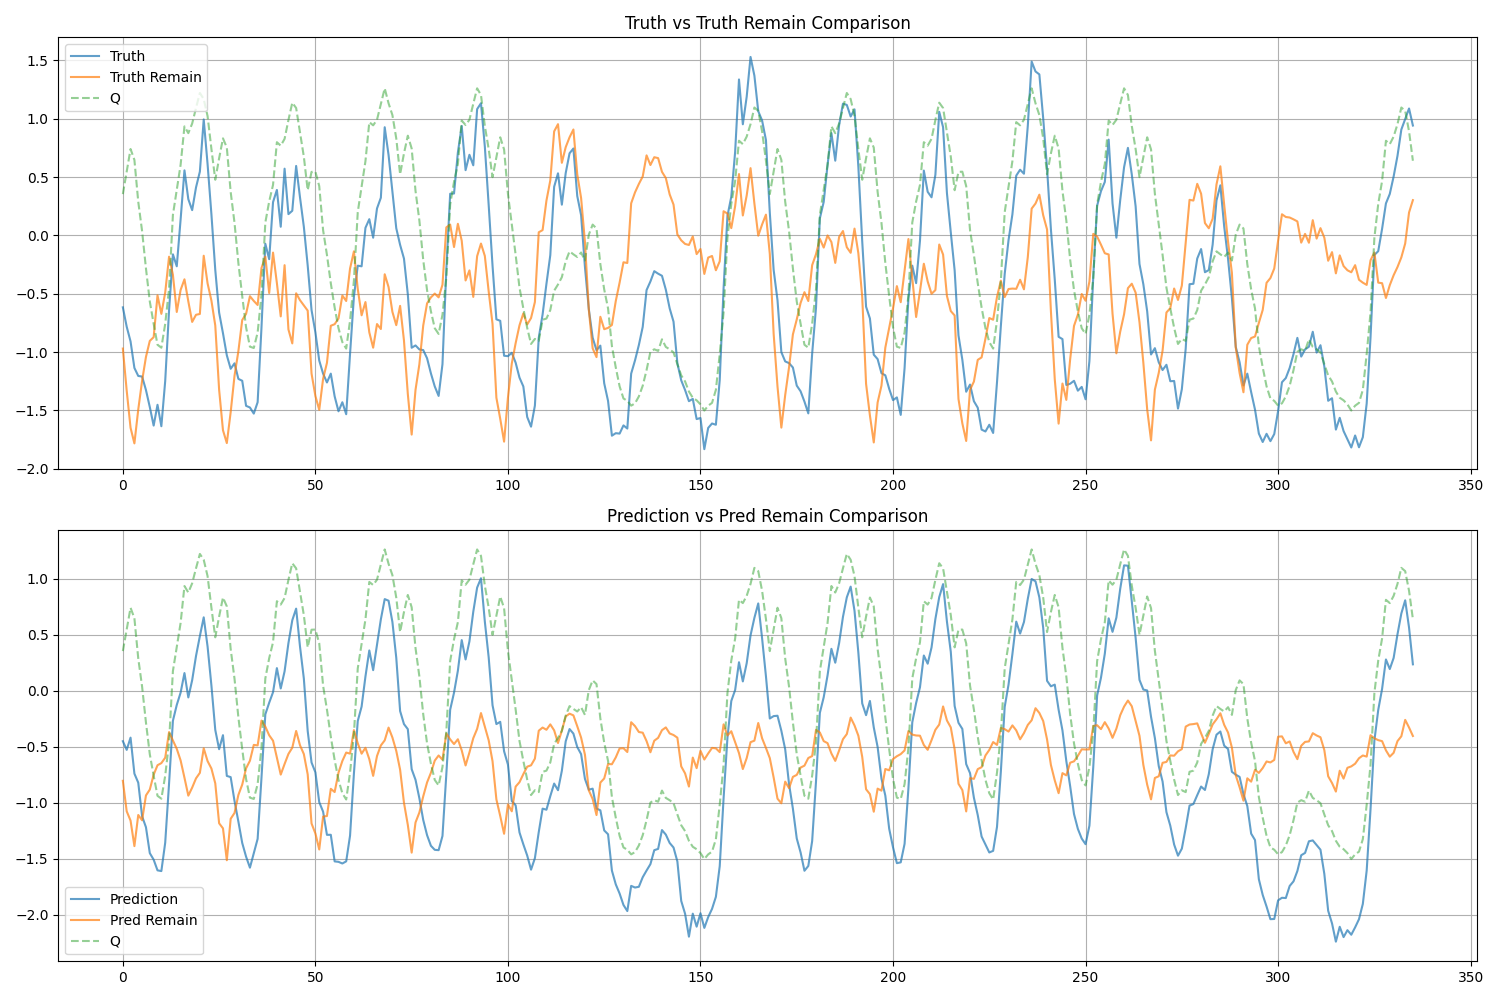 Truth vs Truth Remain Comparison
Truth
Truth Remain
Q
1.5
1.0
0.5
0.0
−0.5
−1.0
−1.5
−2.0
0 50 100 150 200 250 300 350
Prediction vs Pred Remain Comparison
1.0
0.5
0.0
−0.5
−1.0
−1.5
−2.0
Prediction
Pred Remain
Q
0 50 100 150 200 250 300 350